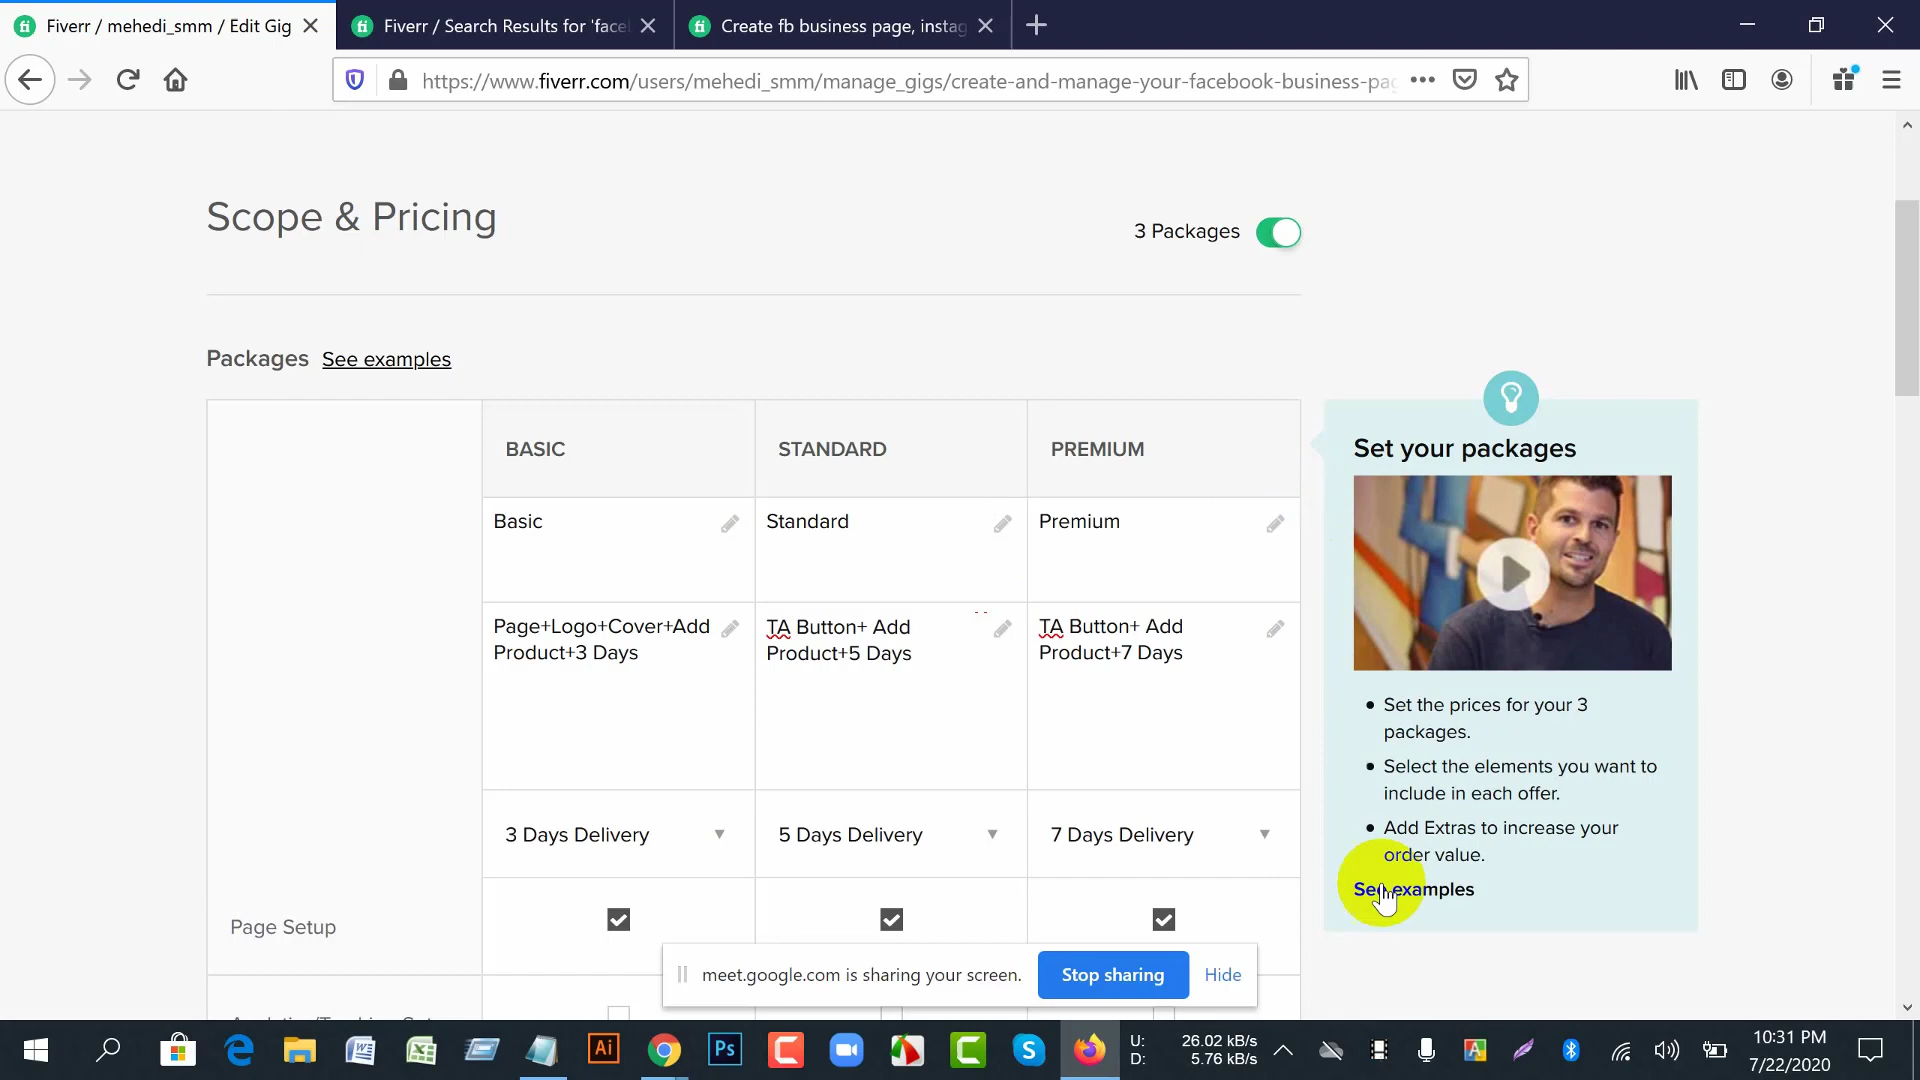 Fiverr / mehedi_smm / Edit Gig
Fiverr / Search Results for 'face
Create fb business page, instag
https://www.fiverr.com/users/mehedi_smm/manage_gigs/create-and-manage-your-facebook-business-pag
Scope & Pricing
3 Packages
Packages See examples
BASIC STANDARD PREMIUM
Basic Standard Premium
Page+Logo+Cover+Add
Product+3 Days
TA Button+ Add
Product+5 Days
TA Button+ Add
Product+7 Days
3 Days Delivery 5 Days Delivery 7 Days Delivery
Page Setup
Set your packages
Set the prices for your 3
packages.
Select the elements you want to
include in each offer.
Add Extras to increase your
order value.
See examples
meet.google.com is sharing your screen. Stop sharing Hide
Ai
Ps
U: 26.02 kB/s
D: 5.76 kB/s
10:31 PM
7/22/2020